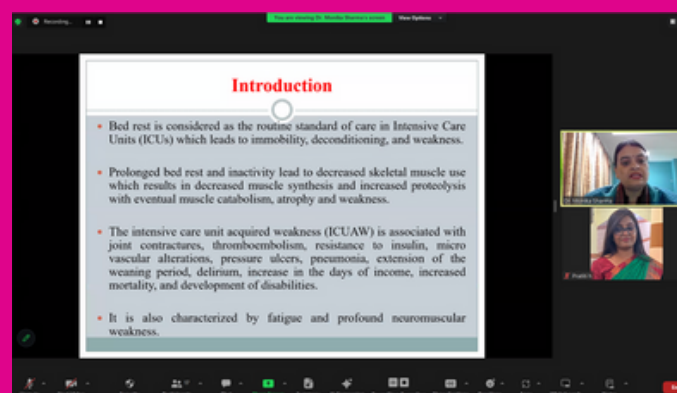 Recording...
You are viewing Dr. Monika Sharma's screen
View Options
Introduction
Bed rest is considered as the routine standard of care in Intensive Care
Units (ICUs) which leads to immobility, deconditioning, and weakness.
Prolonged bed rest and inactivity lead to decreased skeletal muscle use
which results in decreased muscle synthesis and increased proteolysis
with eventual muscle catabolism, atrophy and weakness.
The intensive care unit acquired weakness (ICUAW) is associated with
joint contractures, thromboembolism, resistance to insulin, micro
vascular alterations, pressure ulcers, pneumonia, extension of the
weaning period, delirium, increase in the days of income, increased
mortality, and development of disabilities.
It is also characterized by fatigue and profound neuromuscular
weakness.
Dr. Monika Sharma